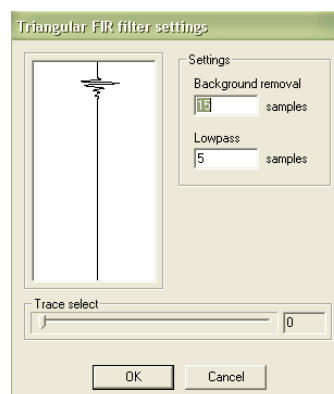 Triangular FIR filter settings
Settings
Background removal
15 samples
Lowpass
5 samples
Trace select
0
OK Cancel